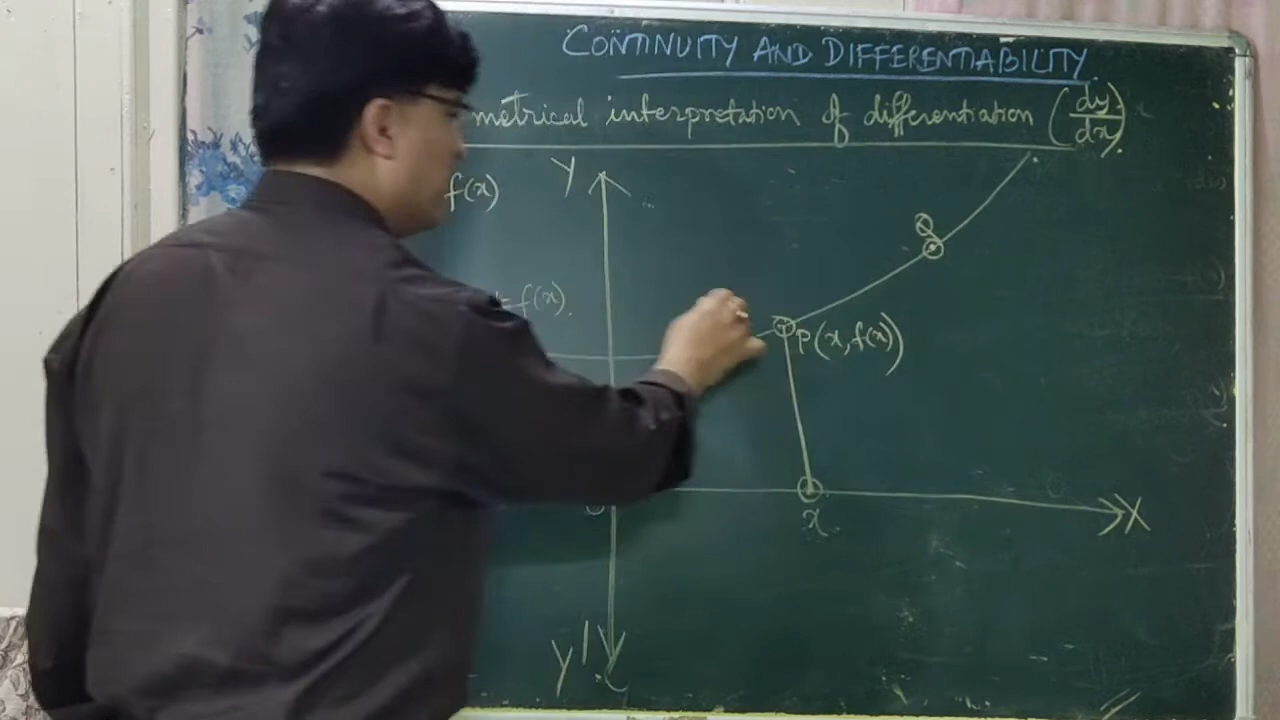 CONTINUITY AND DIFFERENTIABILITY
metrical interpretation of differentiation (dy/dx)
f(x)
Y
Q
= f(x).
P(x, f(x))
x
X
y'